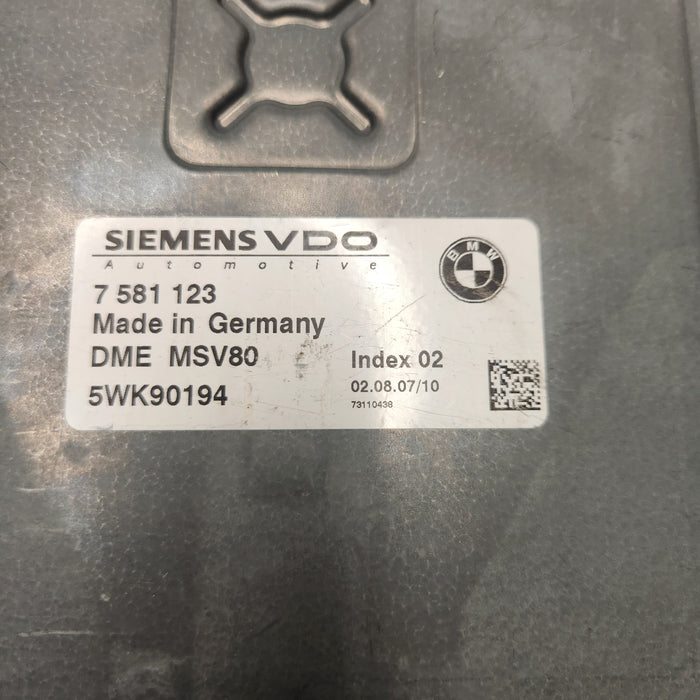 SIEMENS VDO
Automotive
BMW
7 581 123
Made in Germany
DME MSV80
Index 02
5WK90194
02.08.07/10
73110438